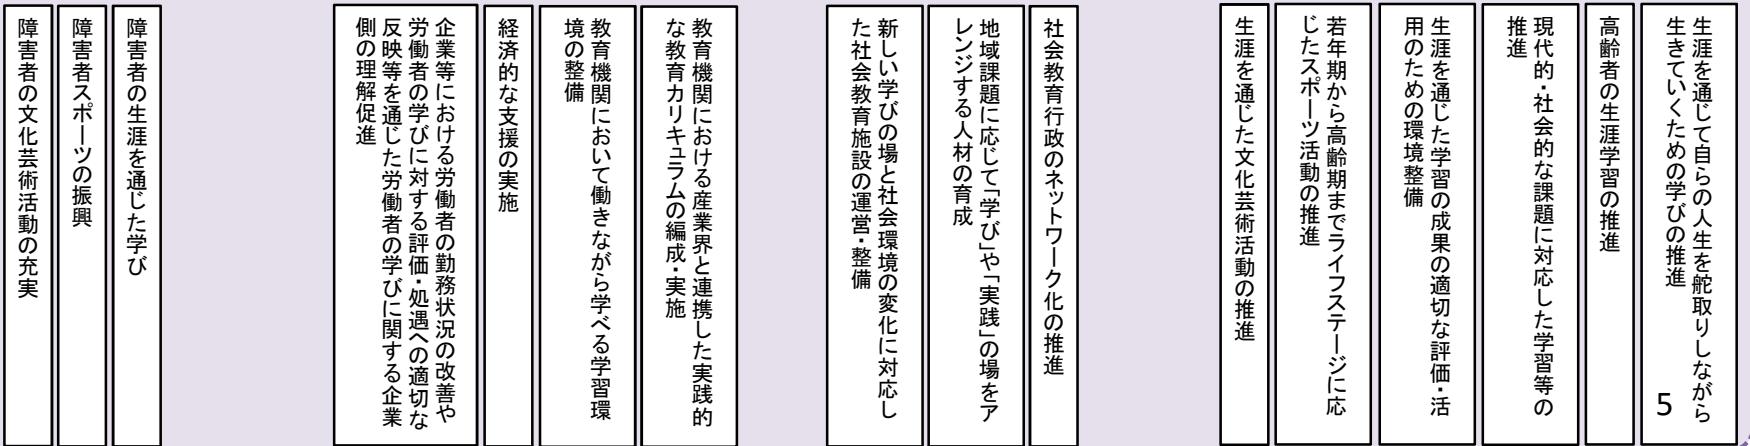 生涯を通じて自らの人生を舵取りしながら
生きていくための学びの推進
高齢者の生涯学習の推進
現代的・社会的な課題に対応した学習等の
推進
生涯を通じた学習の成果の適切な評価・活
用のための環境整備
若年期から高齢期までライフステージに応
じたスポーツ活動の推進
生涯を通じた文化芸術活動の推進
社会教育行政のネットワーク化の推進
地域課題に応じて「学び」や「実践」の場をア
レンジする人材の育成
新しい学びの場と社会環境の変化に対応し
た社会教育施設の運営・整備
教育機関における産業界と連携した実践的
な教育カリキュラムの編成・実施
教育機関において働きながら学べる学習環
境の整備
経済的な支援の実施
企業等における労働者の勤務状況の改善や
労働者の学びに対する評価・処遇への適切な
反映等を通じた労働者の学びに関する企業
側の理解促進
障害者の生涯を通じた学び
障害者スポーツの振興
障害者の文化芸術活動の充実
5